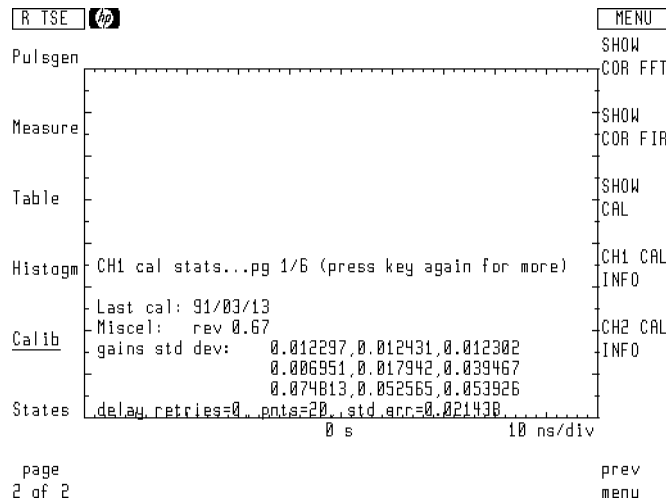 R TSE hp MENU
Pulsgen
SHOW
COR FFT
Measure
SHOW
COR FIR
Table
SHOW
CAL
Histogm
CH1 cal stats...pg 1/6 (press key again for more)
CH1 CAL
INFO
Last cal: 91/03/13
Miscel: rev 0.67
Calib
gains std dev: 0.012297,0.012431,0.012302
0.006951,0.017942,0.039467
0.074813,0.052565,0.053926
CH2 CAL
INFO
States
delay retries=0, pnts=20, std err=0.021438
0 s 10 ns/div
page
2 of 2
prev
menu